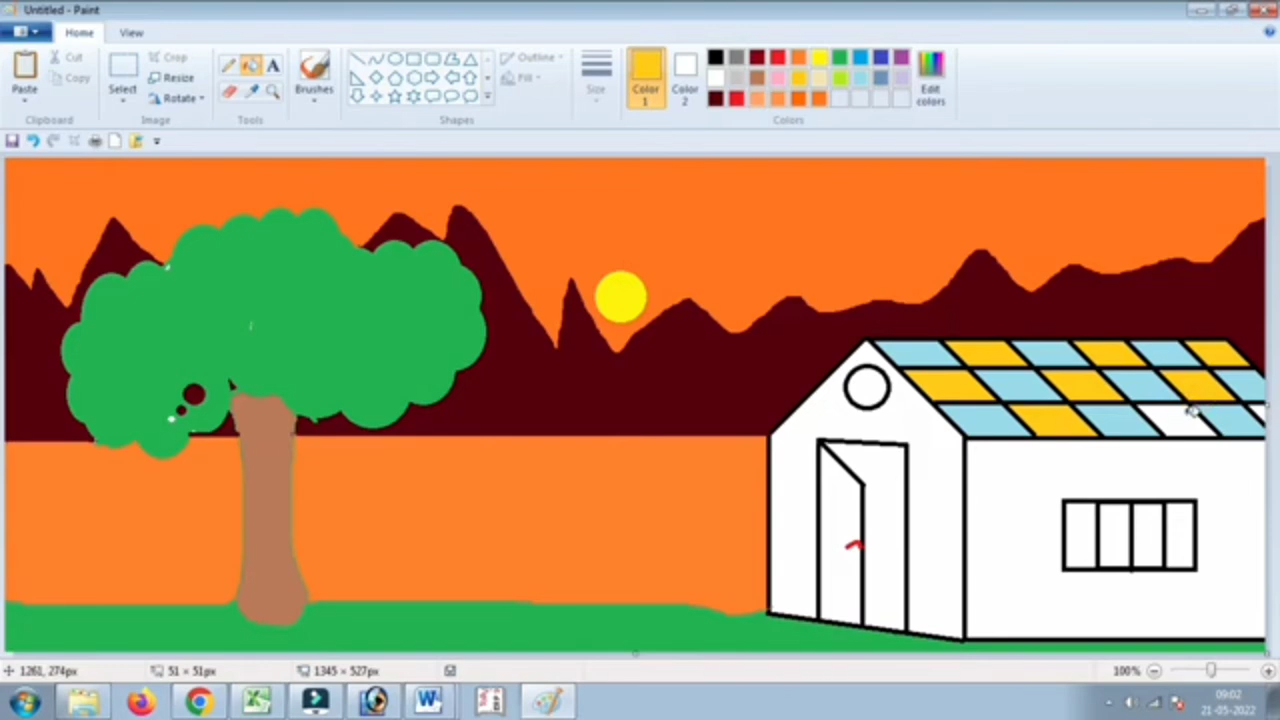 Untitled - Paint
Home View
Cut
Copy
Paste
Clipboard
Crop
Resize
Rotate
Select
Image
A
Tools
Brushes
Outline
Fill
Shapes
Size
Color 1
Color 2
Edit colors
Colors
1261, 274px 51 × 51px 1345 × 527px 100%
09:02
21-05-2022